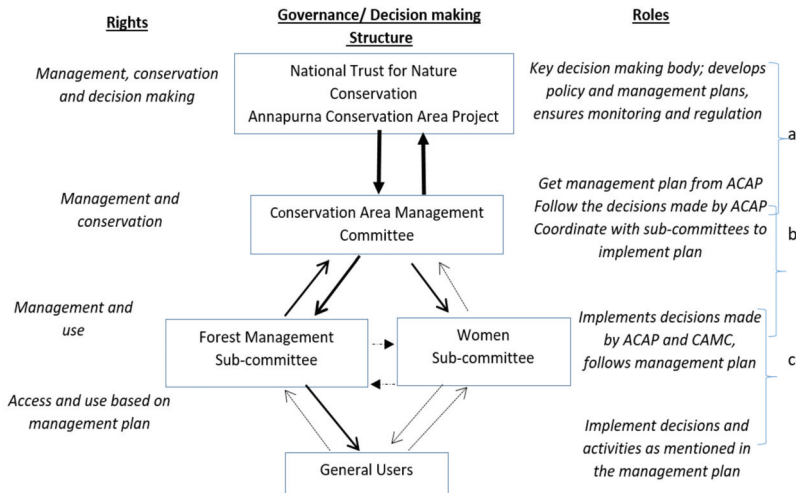 Rights
Governance/ Decision making
Structure
Roles
Management, conservation
and decision making
National Trust for Nature
Conservation
Annapurna Conservation Area Project
Key decision making body; develops
policy and management plans,
ensures monitoring and regulation
a
Management and
conservation
Conservation Area Management
Committee
Get management plan from ACAP
Follow the decisions made by ACAP
Coordinate with sub-committees to
implement plan
b
Management and
use
Forest Management
Sub-committee
Women
Sub-committee
Implements decisions made
by ACAP and CAMC,
follows management plan
c
Access and use based on
management plan
General Users
Implement decisions and
activities as mentioned in
the management plan